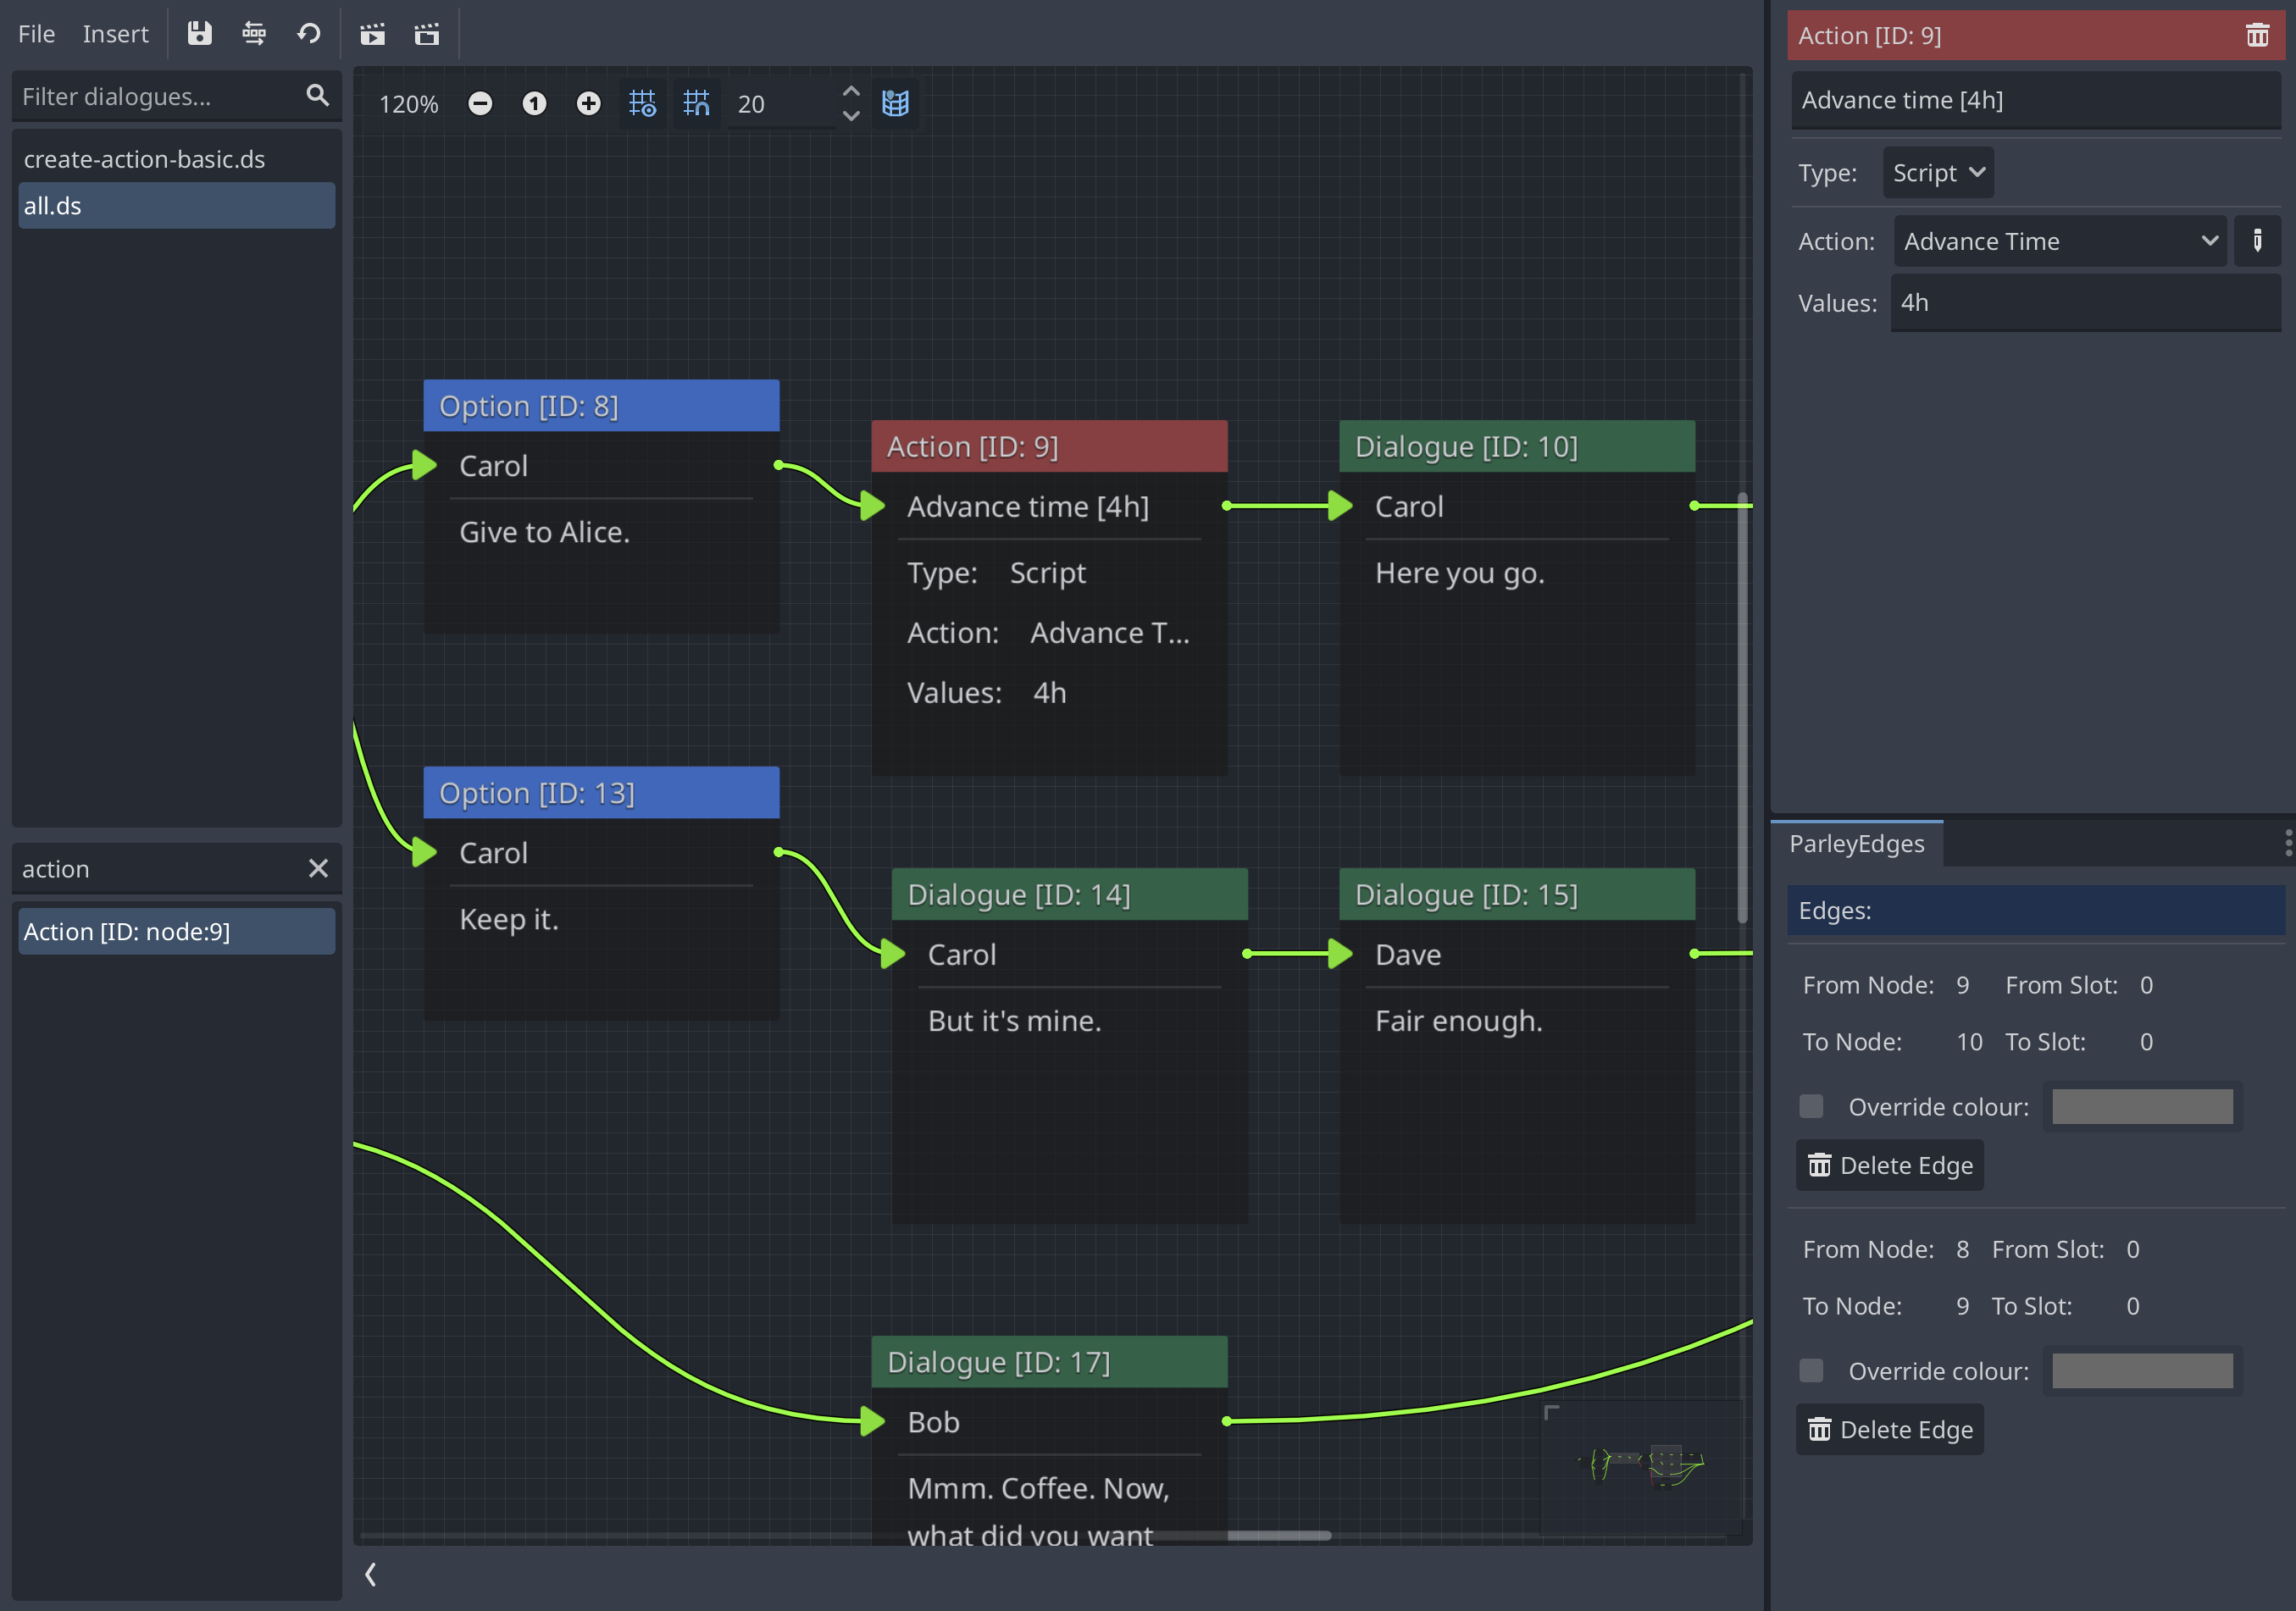 File Insert
Filter dialogues...
create-action-basic.ds
all.ds
action
Action [ID: node:9]
120% 1 20
Option [ID: 8]
Carol
Give to Alice.
Action [ID: 9]
Advance time [4h]
Type: Script
Action: Advance T...
Values: 4h
Dialogue [ID: 10]
Carol
Here you go.
Option [ID: 13]
Carol
Keep it.
Dialogue [ID: 14]
Carol
But it's mine.
Dialogue [ID: 15]
Dave
Fair enough.
Dialogue [ID: 17]
Bob
Mmm. Coffee. Now,
what did you want
Action [ID: 9]
Advance time [4h]
Type: Script
Action: Advance Time
Values: 4h
ParleyEdges
Edges:
From Node: 9 From Slot: 0
To Node: 10 To Slot: 0
Override colour:
Delete Edge
From Node: 8 From Slot: 0
To Node: 9 To Slot: 0
Override colour:
Delete Edge